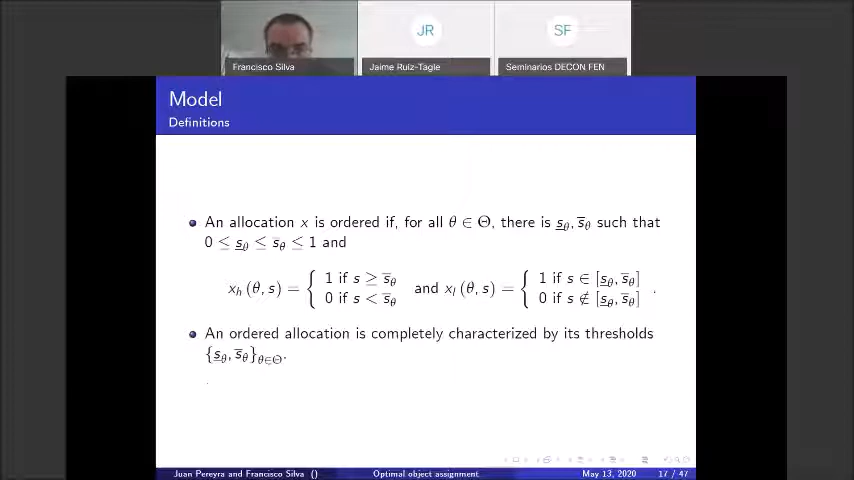 JR
SF
Francisco Silva
Jaime Ruiz-Tagle
Seminarios DECON FEN
Model
Definitions
An allocation x is ordered if, for all θ ∈ Θ, there is s̲_θ, s̅_θ such that
0 ≤ s̲_θ ≤ s̅_θ ≤ 1 and
x_h (θ, s) = { 1 if s ≥ s̅_θ
0 if s < s̅_θ
and x_l (θ, s) = { 1 if s ∈ [s̲_θ, s̅_θ]
0 if s ∉ [s̲_θ, s̅_θ] .
An ordered allocation is completely characterized by its thresholds
{s̲_θ, s̅_θ}_θ∈Θ.
Juan Pereyra and Francisco Silva ()
Optimal object assignment
May 13, 2020
17 / 47